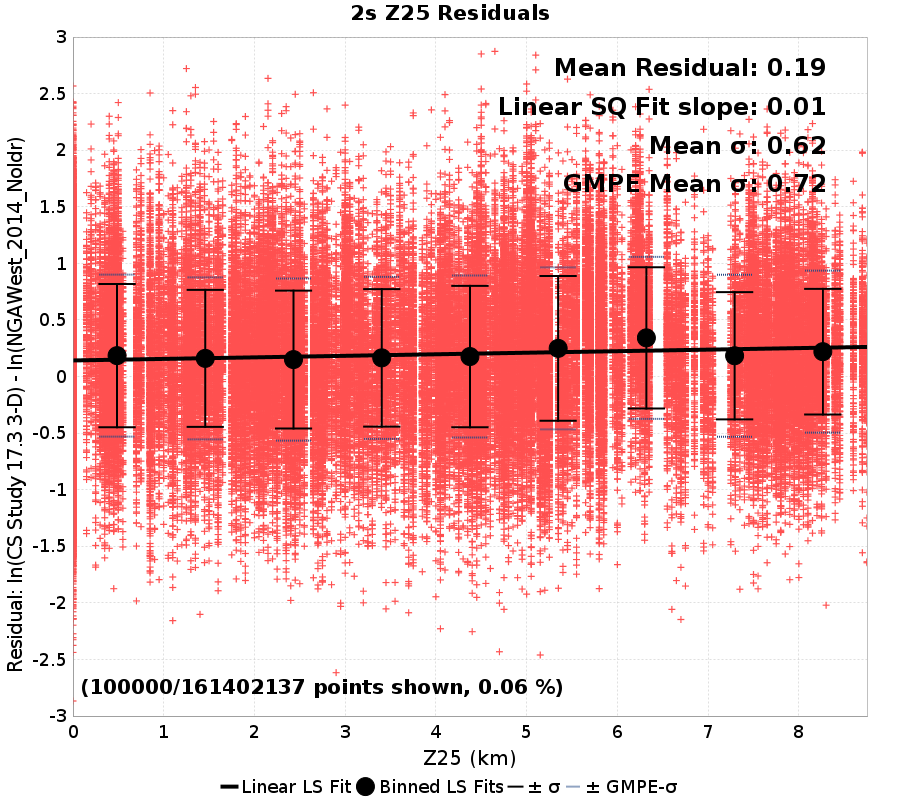 2s Z25 Residuals
Mean Residual: 0.19
Linear SQ Fit slope: 0.01
Mean σ: 0.62
GMPE Mean σ: 0.72
Residual: ln(CS Study 17.3 3-D) - ln(NGAWest_2014_NoIdr)
3
2.5
2
1.5
1
0.5
0
-0.5
-1
-1.5
-2
-2.5
-3
(100000/161402137 points shown, 0.06 %)
0 1 2 3 4 5 6 7 8
Z25 (km)
Linear LS Fit Binned LS Fits ± σ ± GMPE-σ